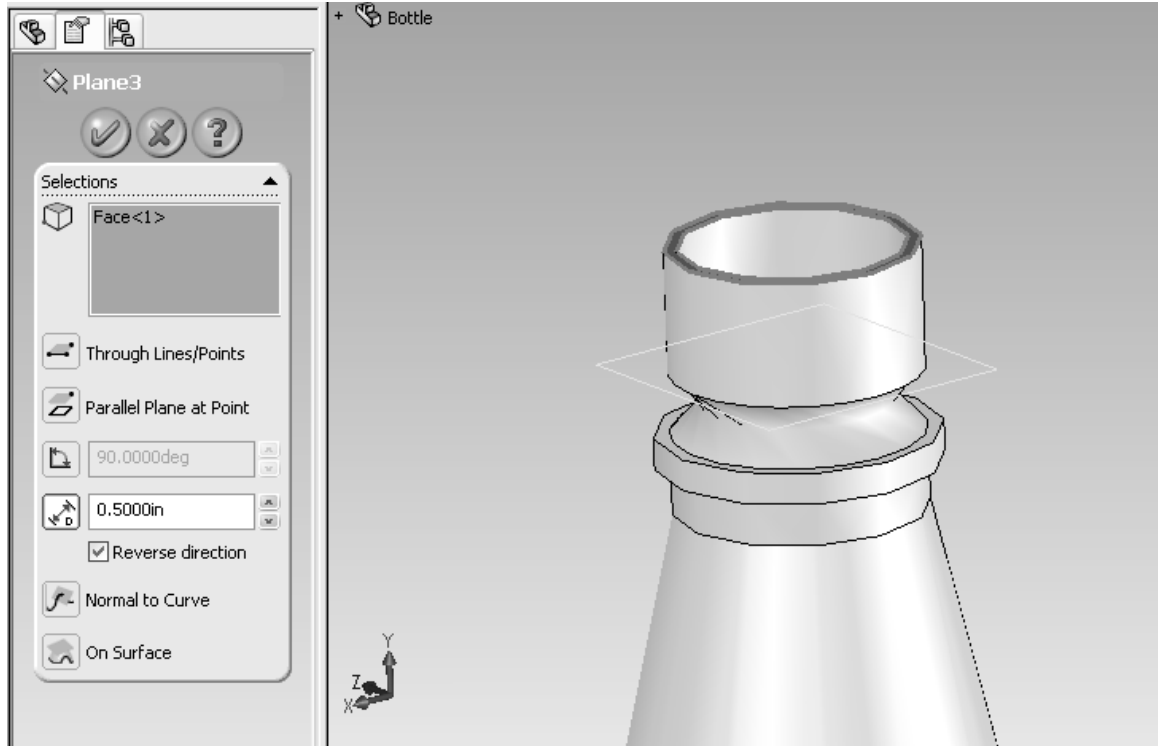 + Bottle
Plane3
Selections
Face<1>
Through Lines/Points
Parallel Plane at Point
90.0000deg
D
0.5000in
Reverse direction
Normal to Curve
On Surface
Y
Z
X